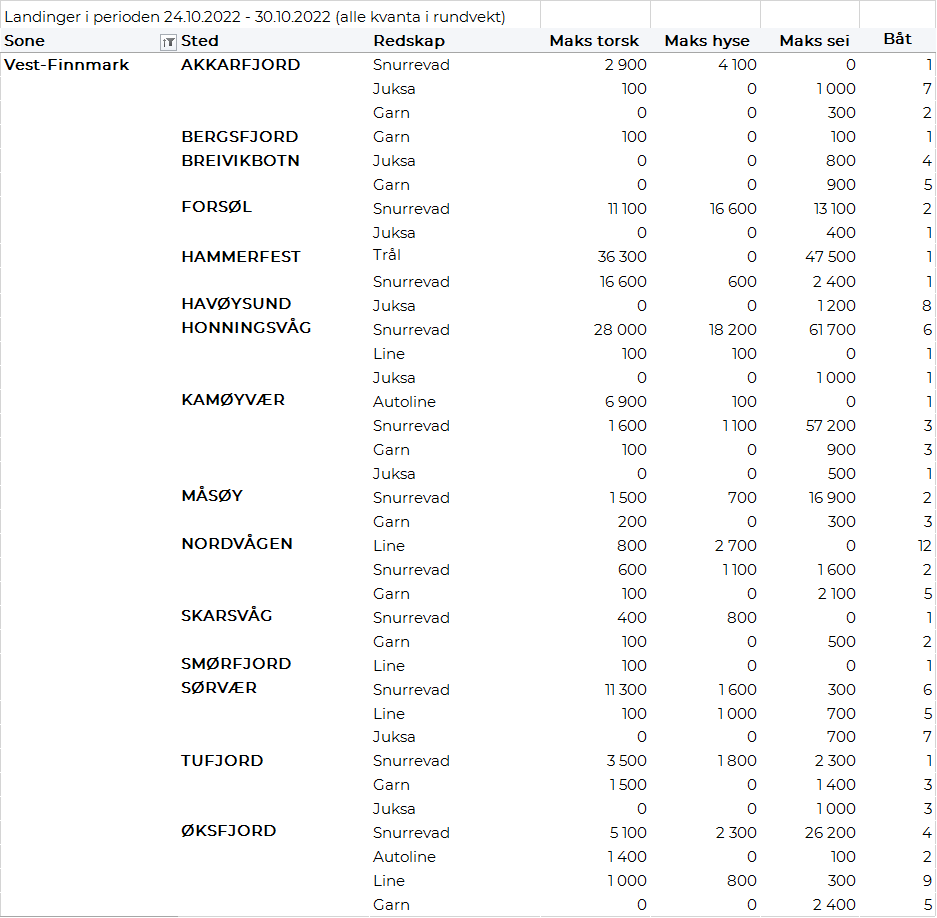 Landinger i perioden 24.10.2022 - 30.10.2022 (alle kvanta i rundvekt)
Sone Sted Redskap Maks torsk Maks hyse Maks sei Båt
Vest-Finnmark AKKARFJORD Snurrevad 2 900 4 100 0 1
Juksa 100 0 1 000 7
Garn 0 0 300 2
BERGSFJORD Garn 100 0 100 1
BREIVIKBOTN Juksa 0 0 800 4
Garn 0 0 900 5
FORSØL Snurrevad 11 100 16 600 13 100 2
Juksa 0 0 400 1
HAMMERFEST Trål 36 300 0 47 500 1
Snurrevad 16 600 600 2 400 1
HAVØYSUND Juksa 0 0 1 200 8
HONNINGSVÅG Snurrevad 28 000 18 200 61 700 6
Line 100 100 0 1
Juksa 0 0 1 000 1
KAMØYVÆR Autoline 6 900 100 0 1
Snurrevad 1 600 1 100 57 200 3
Garn 100 0 900 3
Juksa 0 0 500 1
MÅSØY Snurrevad 1 500 700 16 900 2
Garn 200 0 300 3
NORDVÅGEN Line 800 2 700 0 12
Snurrevad 600 1 100 1 600 2
Garn 100 0 2 100 5
SKARSVÅG Snurrevad 400 800 0 1
Garn 100 0 500 2
SMØRFJORD Line 100 0 0 1
SØRVÆR Snurrevad 11 300 1 600 300 6
Line 100 1 000 700 5
Juksa 0 0 700 7
TUFJORD Snurrevad 3 500 1 800 2 300 1
Garn 1 500 0 1 400 3
Juksa 0 0 1 000 3
ØKSFJORD Snurrevad 5 100 2 300 26 200 4
Autoline 1 400 0 100 2
Line 1 000 800 300 9
Garn 0 0 2 400 5